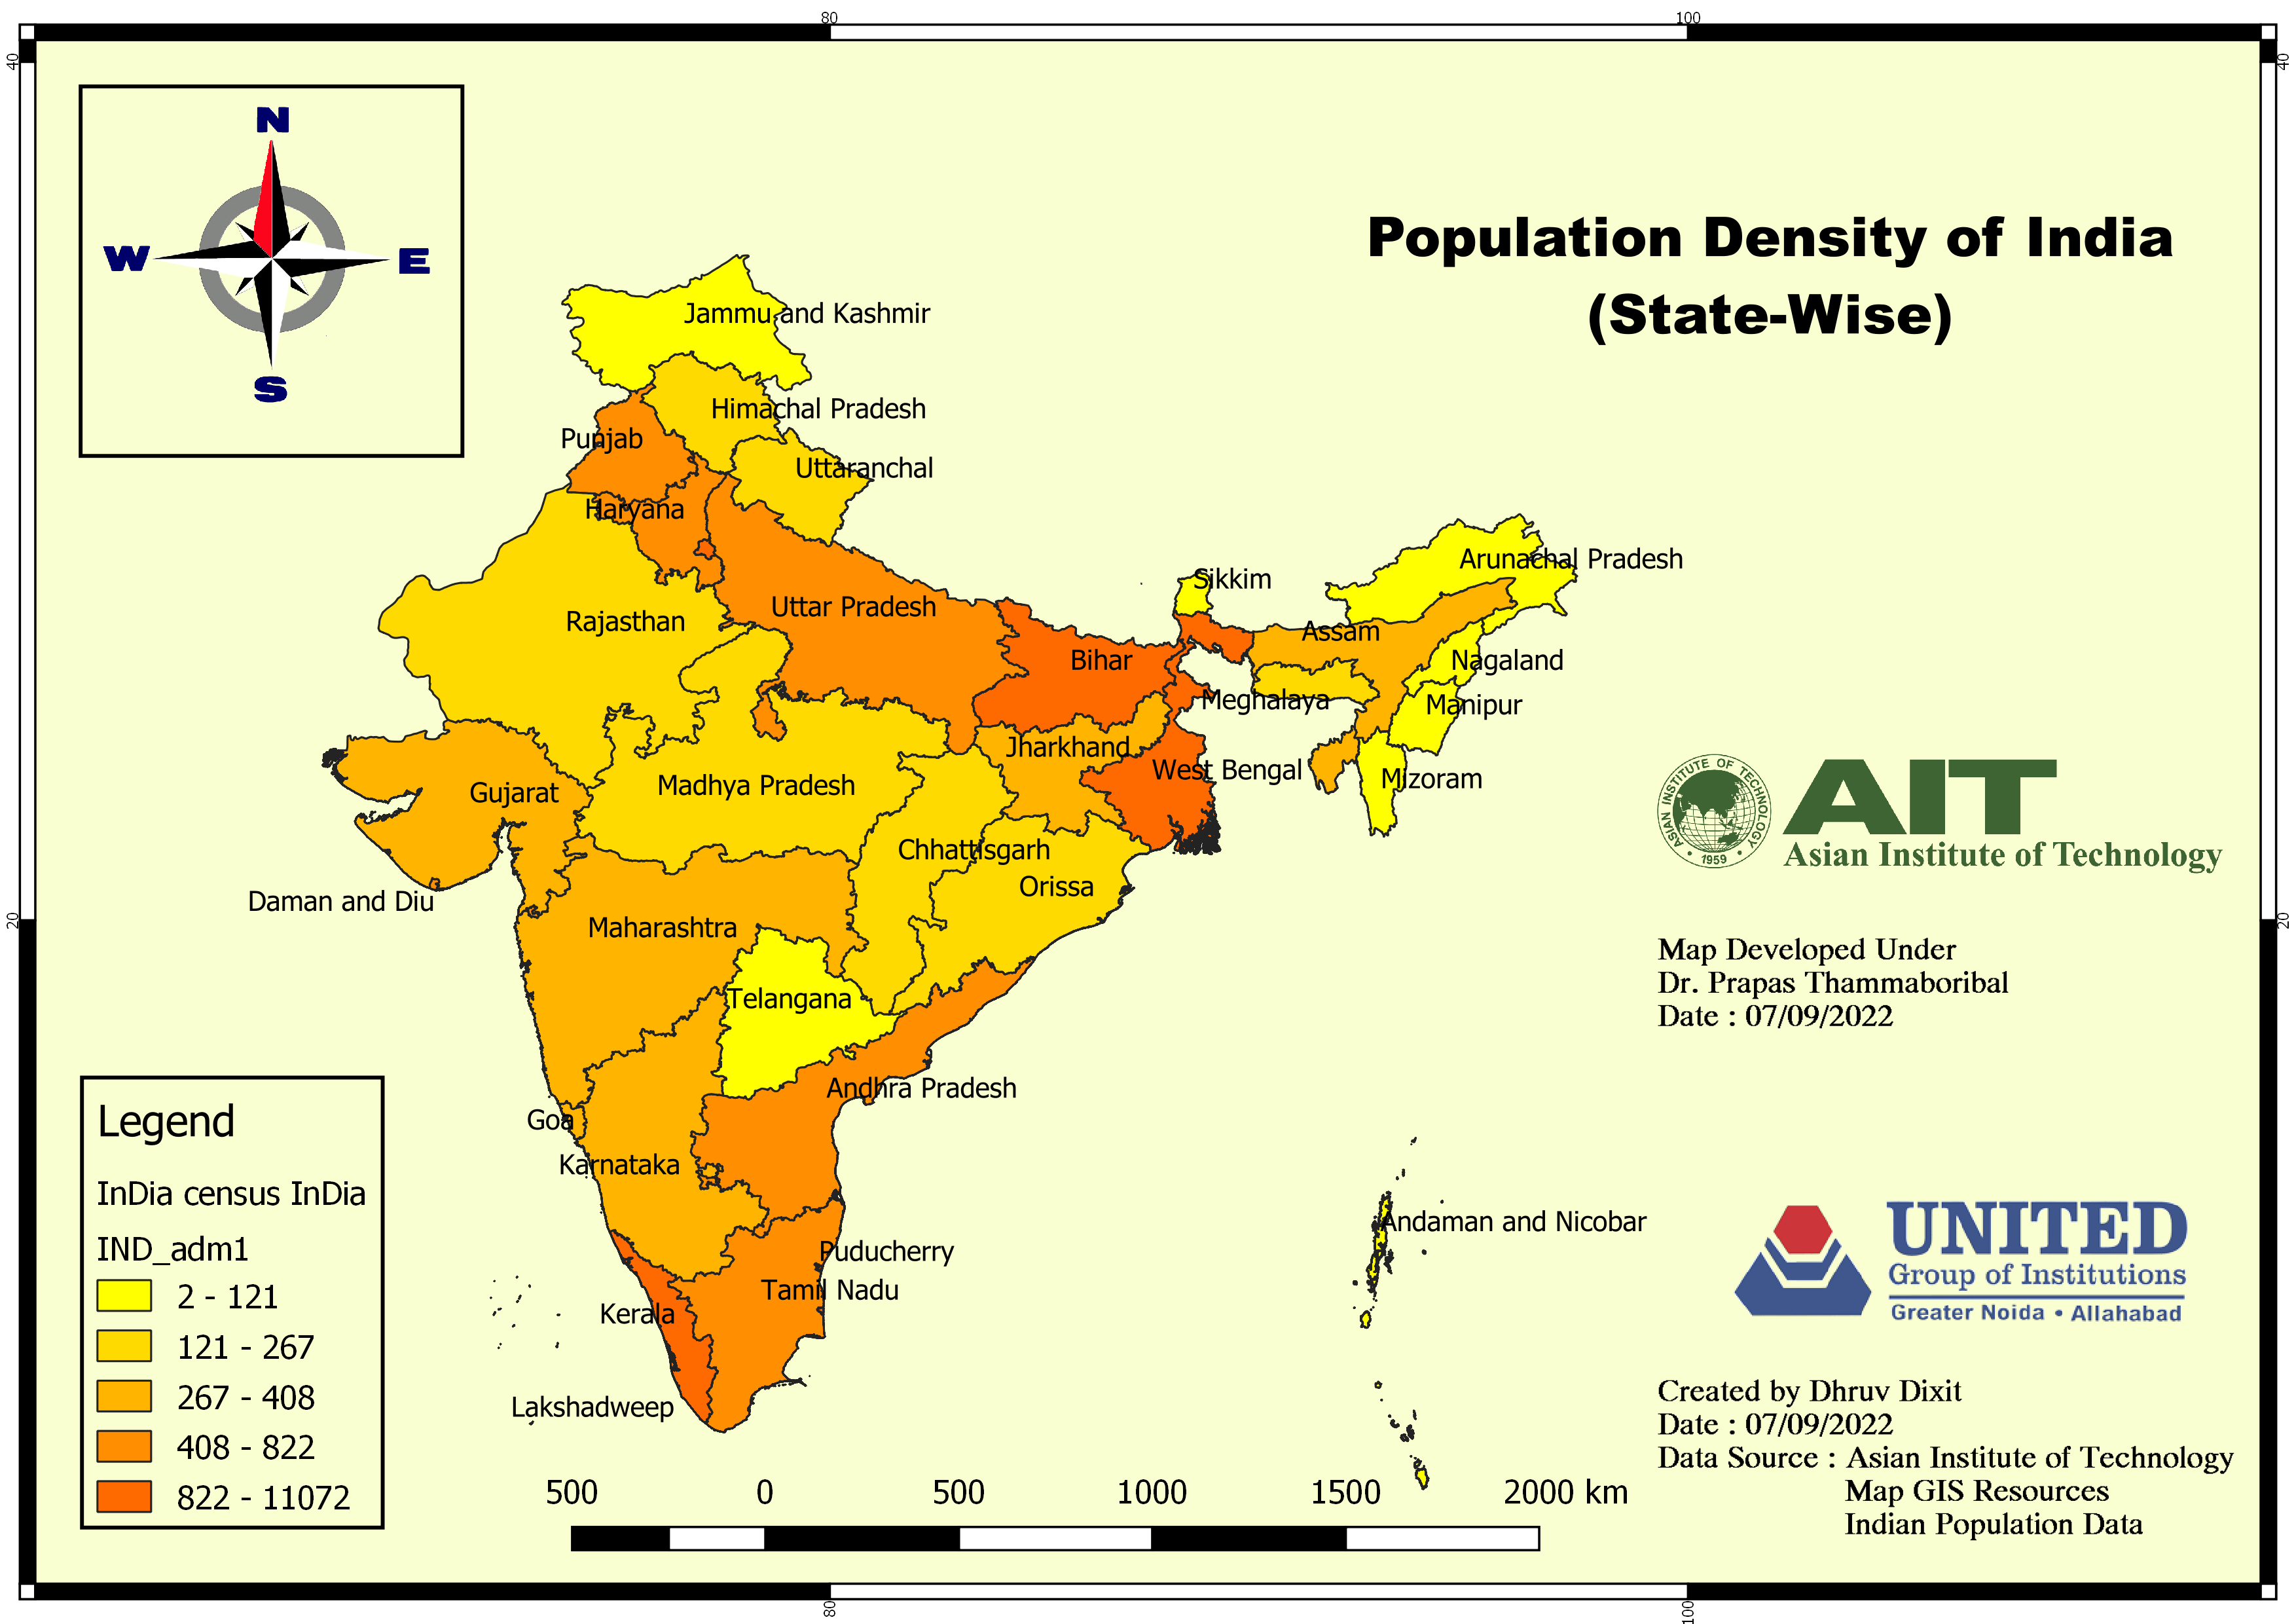 80
100
40
40
N
W
E
S
Population Density of India
(State-Wise)
Jammu and Kashmir
Himachal Pradesh
Punjab
Uttaranchal
Haryana
Arunachal Pradesh
Sikkim
Uttar Pradesh
Rajasthan
Assam
Bihar
Nagaland
Meghalaya
Manipur
Jharkhand
West Bengal
Mizoram
Madhya Pradesh
Gujarat
Chhattisgarh
Orissa
Daman and Diu
Maharashtra
Telangana
Andhra Pradesh
Goa
Karnataka
Andaman and Nicobar
Puducherry
Tamil Nadu
Kerala
Lakshadweep
20
20
ASIAN INSTITUTE OF TECHNOLOGY
• 1959 •
AIT
Asian Institute of Technology
Map Developed Under
Dr. Prapas Thammaboribal
Date : 07/09/2022
Legend
InDia census InDia
IND_adm1
2 - 121
121 - 267
267 - 408
408 - 822
822 - 11072
UNITED
Group of Institutions
Greater Noida • Allahabad
Created by Dhruv Dixit
Date : 07/09/2022
Data Source : Asian Institute of Technology
Map GIS Resources
Indian Population Data
500 0 500 1000 1500 2000 km
80
100